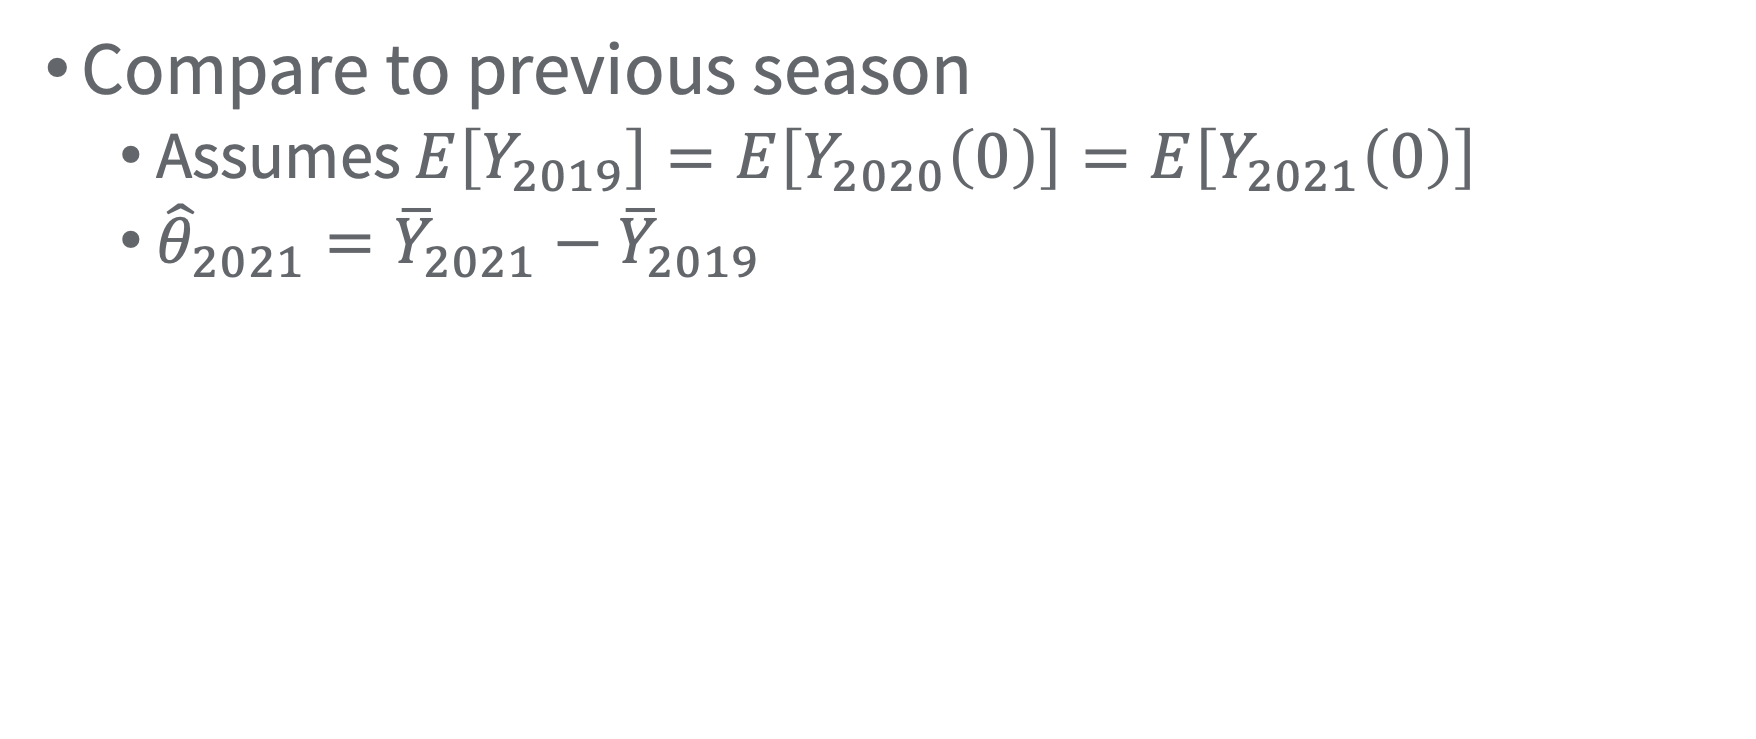 • Compare to previous season
• Assumes E[Y₂₀₁₉] = E[Y₂₀₂₀(0)] = E[Y₂₀₂₁(0)]
• θ̂₂₀₂₁ = Ȳ₂₀₂₁ − Ȳ₂₀₁₉